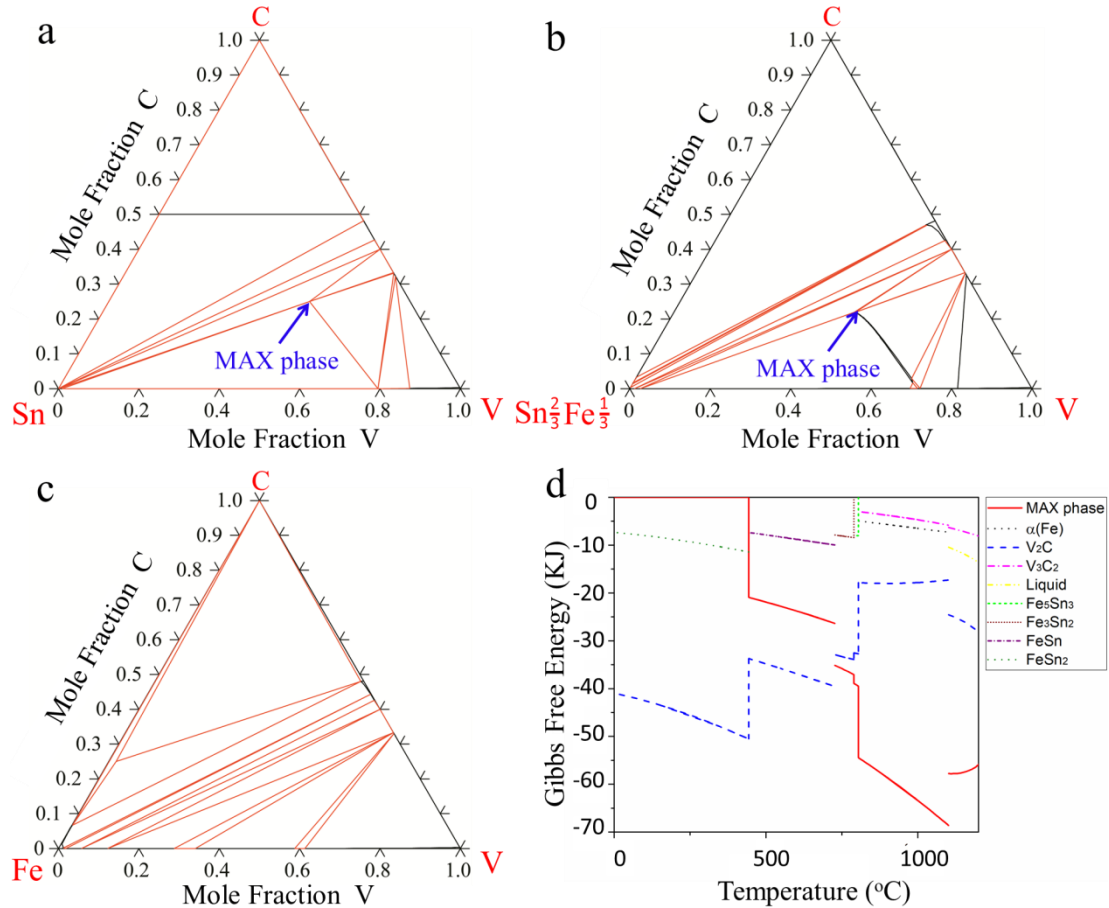 a
C
Mole Fraction C
1.0
0.9
0.8
0.7
0.6
0.5
0.4
0.3
0.2
0.1
0
MAX phase
Sn
0 0.2 0.4 0.6 0.8 1.0
V
Mole Fraction V
b
C
Mole Fraction C
1.0
0.9
0.8
0.7
0.6
0.5
0.4
0.3
0.2
0.1
0
MAX phase
Sn2/3Fe1/3
0 0.2 0.4 0.6 0.8 1.0
V
Mole Fraction V
c
C
Mole Fraction C
1.0
0.9
0.8
0.7
0.6
0.5
0.4
0.3
0.2
0.1
0
Fe
0 0.2 0.4 0.6 0.8 1.0
V
Mole Fraction V
d
Gibbs Free Energy (KJ)
0
-10
-20
-30
-40
-50
-60
-70
0 500 1000
Temperature (°C)
MAX phase
α(Fe)
V2C
V3C2
Liquid
Fe5Sn3
Fe3Sn2
FeSn
FeSn2